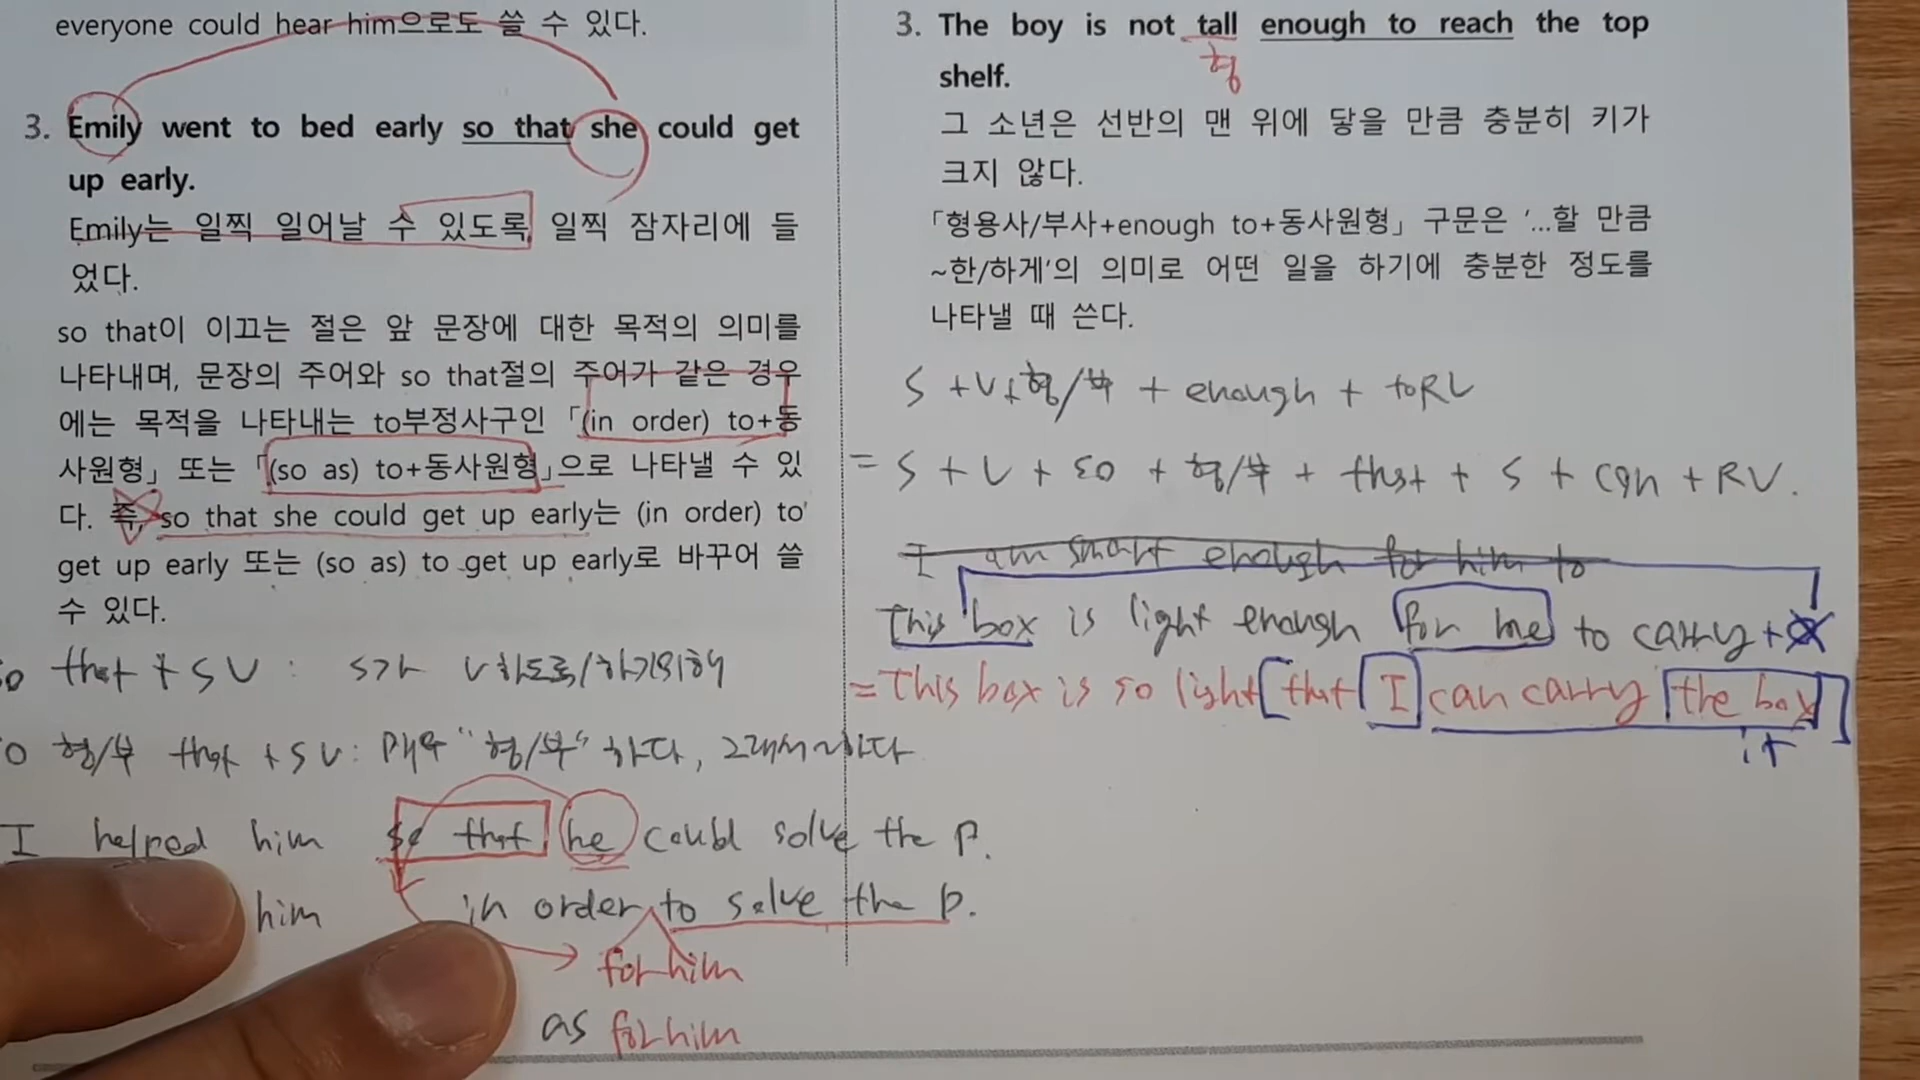 everyone could hear him으로도 쓸 수 있다.
3. Emily went to bed early so that she could get
up early.
Emily는 일찍 일어날 수 있도록 일찍 잠자리에 들
었다.
so that이 이끄는 절은 앞 문장에 대한 목적의 의미를
나타내며, 문장의 주어와 so that절의 주어가 같은 경우
에는 목적을 나타내는 to부정사구인 「(in order) to+동
사원형」 또는 「(so as) to+동사원형」으로 나타낼 수 있
다. 즉, so that she could get up early는 (in order) to
get up early 또는 (so as) to get up early로 바꾸어 쓸
수 있다.
so that + S V : S가 V 하도록/하기위해
so 형/부 that + S V : 매우 "형/부" 하다, 그래서 ~하다
I helped him so that he could solve the p.
him in order to solve the p.
for him
as for him
3. The boy is not tall enough to reach the top
형
shelf.
그 소년은 선반의 맨 위에 닿을 만큼 충분히 키가
크지 않다.
「형용사/부사+enough to+동사원형」 구문은 '…할 만큼
~한/하게'의 의미로 어떤 일을 하기에 충분한 정도를
나타낼 때 쓴다.
S + V + 형/부 + enough + to RV
= S + V + so + 형/부 + that + S + can + RV.
I am smart enough for him to
This box is light enough for me to carry +
= This box is so light that I can carry the box
it